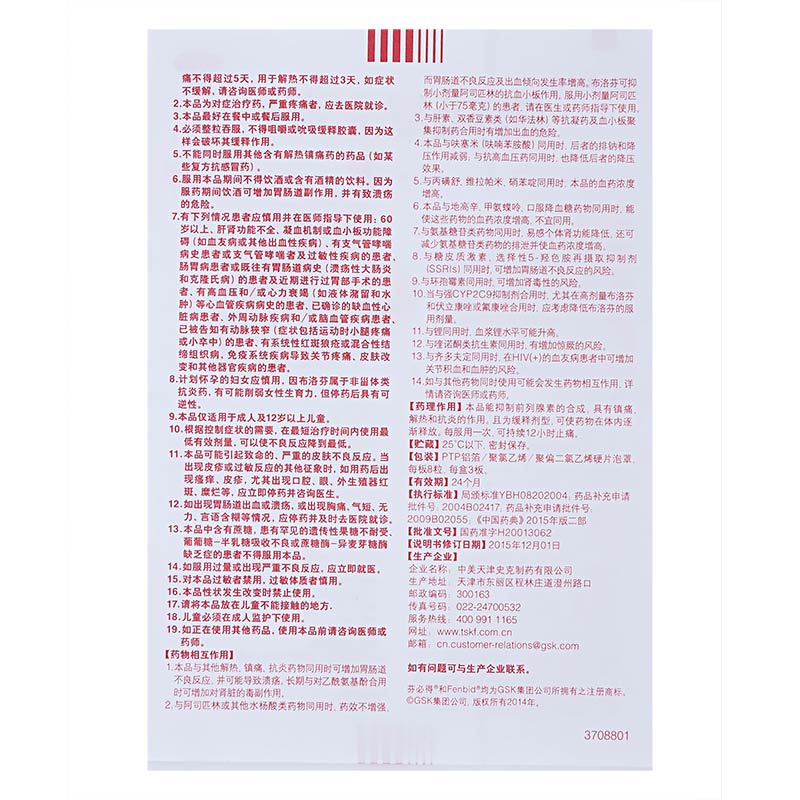 痛不得超过5天，用于解热不得超过3天，如症状
不缓解，请咨询医师或药师。
2.本品为对症治疗药，严重疼痛者，应去医院就诊。
3.本品最好在餐中或餐后服用。
4.必须整粒吞服，不得咀嚼或吮吸缓释胶囊，因为这
样会破坏其缓释作用。
5.不能同时服用其他含有解热镇痛药的药品（如某
些复方抗感冒药）。
6.服用本品期间不得饮酒或含有酒精的饮料。因为
服药期间饮酒可增加胃肠道副作用，并有致溃疡
的危险。
7.有下列情况患者应慎用并在医师指导下使用：60
岁以上、肝肾功能不全、凝血机制或血小板功能障
碍（如血友病或其他出血性疾病）、有支气管哮喘
病史患者或支气管哮喘者及过敏性疾病的患者、
肠胃病患者或既往有胃肠道病史（溃疡性大肠炎
和克隆氏病）的患者及近期进行过胃部手术的患
者、有高血压和/或心力衰竭（如液体潴留和水
肿）等心血管疾病病史的患者、已确诊的缺血性心
脏病患者、外周动脉疾病和/或脑血管疾病患者、
已被告知有动脉狭窄（症状包括运动时小腿疼痛
或小卒中）的患者、有系统性红斑狼疮或混合性结
缔组织病，免疫系统疾病导致关节疼痛、皮肤改
变和其他器官疾病的患者。
8.计划怀孕的妇女应慎用，因布洛芬属于非甾体类
抗炎药，有可能削弱女性生育力，但停药后具有可
逆性。
9.本品仅适用于成人及12岁以上儿童。
10.根据控制症状的需要，在最短治疗时间内使用最
低有效剂量，可以使不良反应降到最低。
11.本品可能引起致命的、严重的皮肤不良反应。当
出现皮疹或过敏反应的其他征象时，如用药后出
现瘙痒、皮疹，尤其出现口腔、眼、外生殖器红
斑、糜烂等，应立即停药并咨询医生。
12.如出现胃肠道出血或溃疡，或出现胸痛、气短、无
力、言语含糊等情况，应停药并及时去医院就诊。
13.本品中含有蔗糖，患有罕见的遗传性果糖不耐受、
葡萄糖-半乳糖吸收不良或蔗糖酶-异麦芽糖酶
缺乏症的患者不得服用本品。
14.如服用过量或出现严重不良反应，应立即就医。
15.对本品过敏者禁用，过敏体质者慎用。
16.本品性状发生改变时禁止使用。
17.请将本品放在儿童不能接触的地方.
18.儿童必须在成人监护下使用。
19.如正在使用其他药品，使用本品前请咨询医师或
药师。
【药物相互作用】
1.本品与其他解热、镇痛、抗炎药物同用时可增加胃肠道
不良反应，并可能导致溃疡，长期与对乙酰氨基酚合用
时可增加对肾脏的毒副作用。
2.与阿司匹林或其他水杨酸类药物同用时，药效不增强，
而胃肠道不良反应及出血倾向发生率增高。布洛芬可抑
制小剂量阿司匹林的抗血小板作用，服用小剂量阿司匹
林（小于75毫克）的患者，请在医生或药师指导下使用。
3.与肝素、双香豆素类（如华法林）等抗凝药及血小板聚
集抑制药合用时有增加出血的危险。
4.本品与呋塞米（呋喃苯胺酸）同用时，后者的排钠和降
压作用减弱；与抗高血压药同用时，也降低后者的降压
效果。
5.与丙磺舒、维拉帕米、硝苯啶同用时，本品的血药浓度
增高。
6.本品与地高辛、甲氨蝶呤、口服降血糖药物同用时，能
使这些药物的血药浓度增高，不宜同用。
7.与氨基糖苷类药物同用时，易感个体肾功能降低，还可
减少氨基糖苷类药物的排泄并使血药浓度增高。
8.与糖皮质激素、选择性5-羟色胺再摄取抑制剂
(SSRIs) 同用时，可增加胃肠道不良反应的风险。
9.与环孢霉素同用时，可增加肾毒性的风险。
10.当与强CYP2C9抑制剂合用时，尤其在高剂量布洛芬
和伏立康唑或氟康唑合用时，应考虑降低布洛芬的服
用剂量。
11.与锂同用时，血浆锂水平可能升高。
12.与喹诺酮类抗生素同用时，有增加惊厥的风险。
13.与齐多夫定同用时，在HIV(+)的血友病患者中可增加
关节积血和血肿的风险。
14.如与其他药物同时使用可能会发生药物相互作用，详
情请咨询医师或药师。
【药理作用】本品能抑制前列腺素的合成，具有镇痛、
解热和抗炎的作用，且为缓释剂型，可使药物在体内逐
渐释放，每服用一次，可持续12小时止痛。
【贮藏】25℃以下，密封保存。
【包装】PTP铝箔／聚氯乙烯／聚偏二氯乙烯硬片泡罩，
每板8粒，每盒3板。
【有效期】24个月
【执行标准】局颁标准YBH08202004；药品补充申请
批件号：2004B02417；药品补充申请批件号：
2009B02055；《中国药典》2015年版二部
【批准文号】国药准字H20013062
【说明书修订日期】2015年12月01日
【生产企业】
企业名称：中美天津史克制药有限公司
生产地址：天津市东丽区程林庄道澄州路口
邮政编码：300163
传真号码：022-24700532
服务热线：400 991 1165
网址：www.tskf.com.cn
邮箱：cn.customer-relations@gsk.com
如有问题可与生产企业联系。
芬必得®和Fenbid®均为GSK集团公司所拥有之注册商标。
©GSK集团公司，版权所有2014年。
3708801